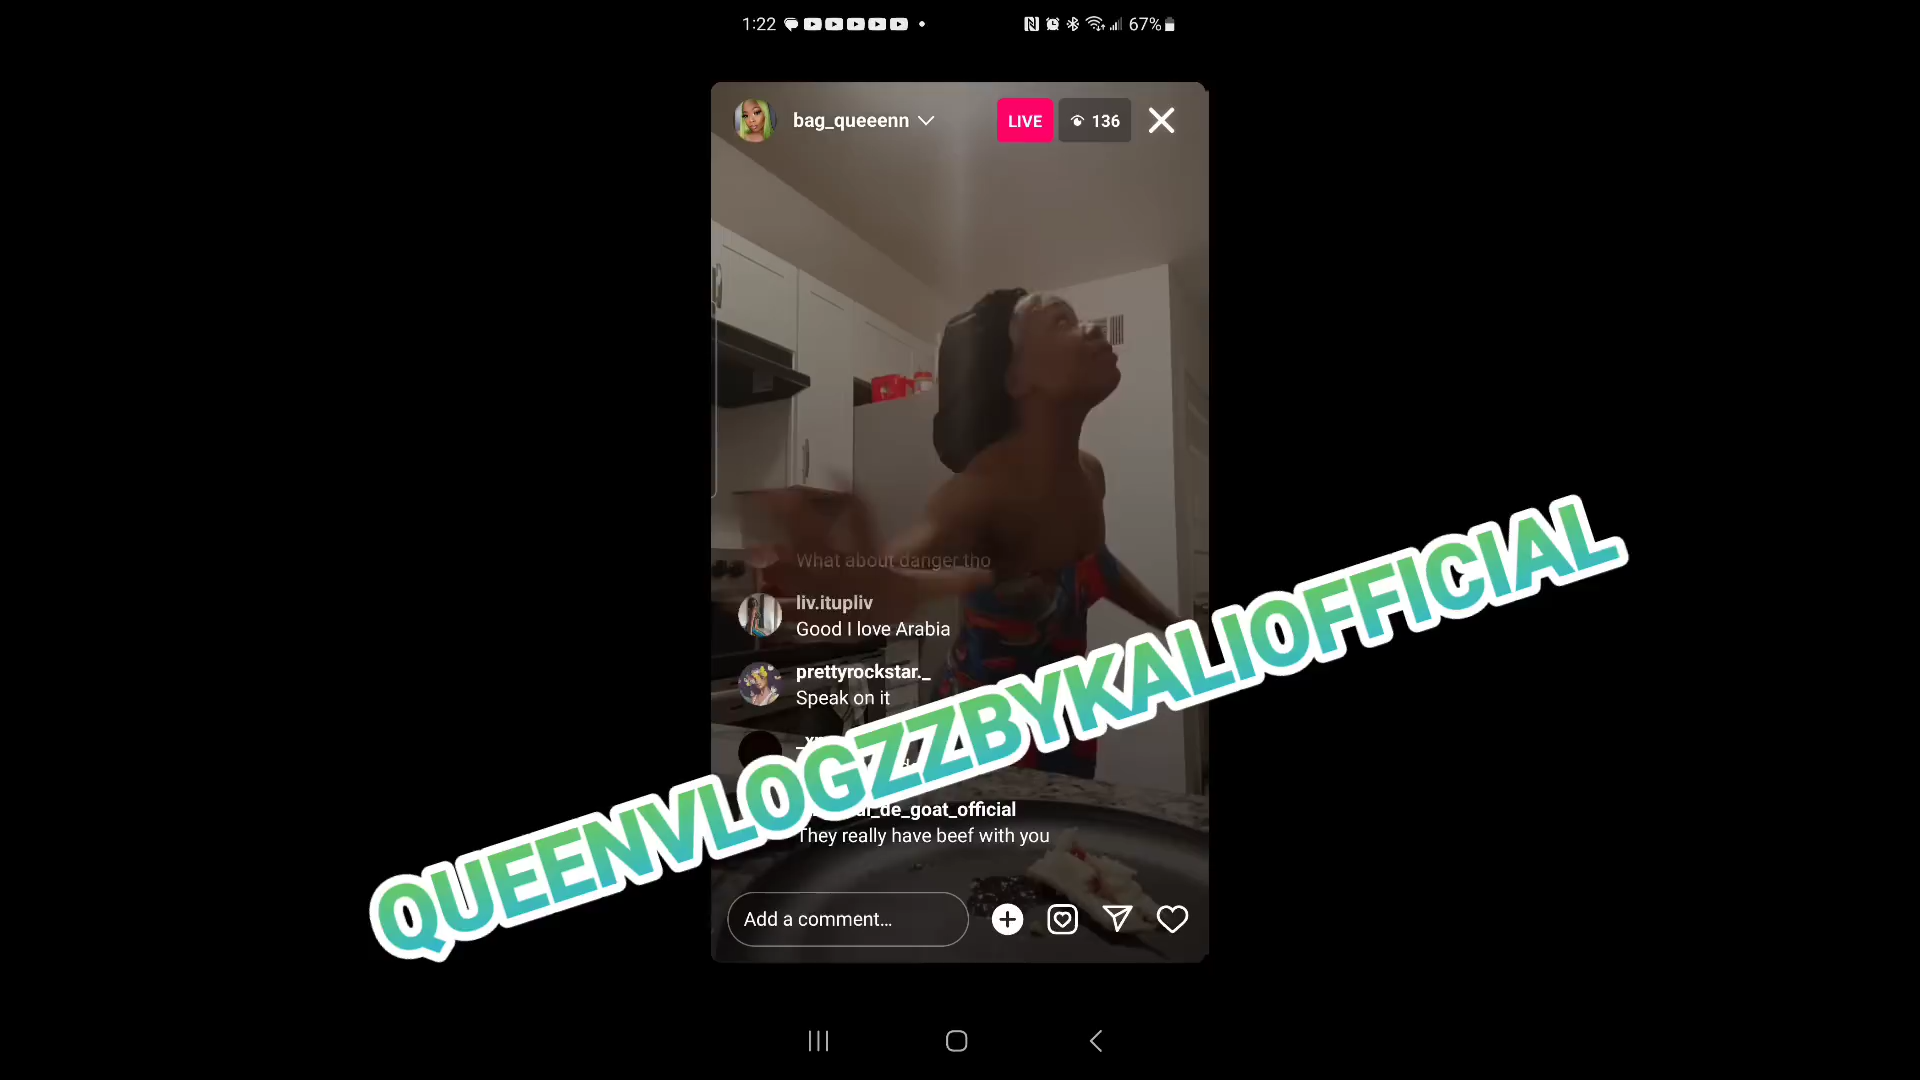 1:22
67%
bag_queeenn
LIVE
136
What about danger tho
liv.itupliv
Good I love Arabia
prettyrockstar._
Speak on it
al_de_goat_official
They really have beef with you
QUEENVLOGZZBYKALIOFFICIAL
Add a comment...